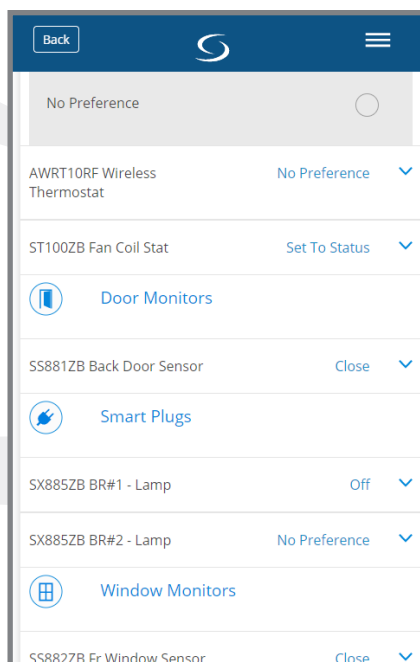 Back
No Preference
AWRT10RF Wireless Thermostat No Preference
ST100ZB Fan Coil Stat Set To Status
Door Monitors
SS881ZB Back Door Sensor Close
Smart Plugs
SX885ZB BR#1 - Lamp Off
SX885ZB BR#2 - Lamp No Preference
Window Monitors
SS882ZB Fr Window Sensor Close